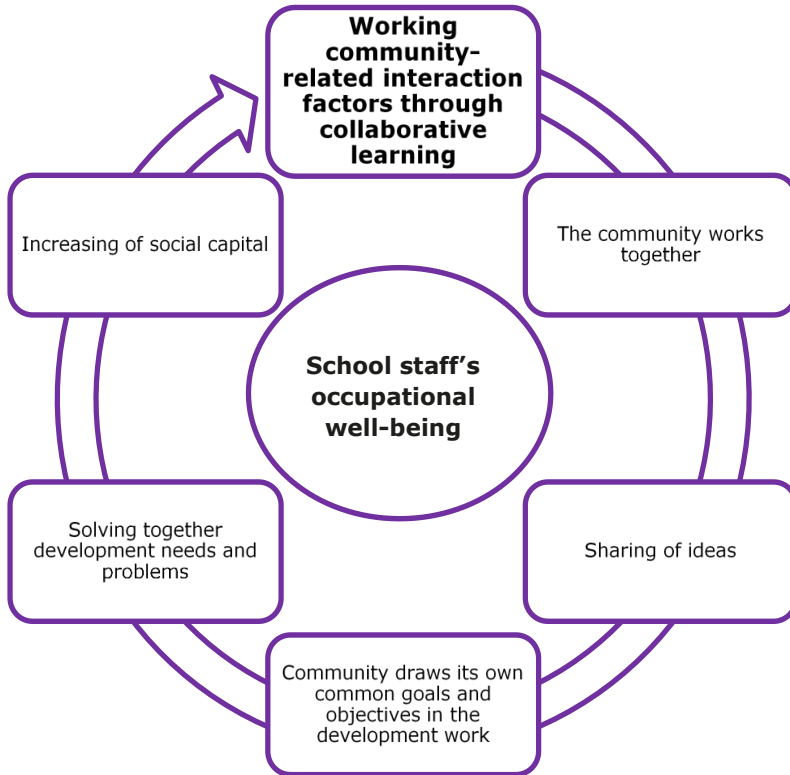 Working
community-
related interaction
factors through
collaborative
learning
The community works
together
Sharing of ideas
Community draws its own
common goals and
objectives in the
development work
Solving together
development needs and
problems
Increasing of social capital
School staff’s
occupational
well-being